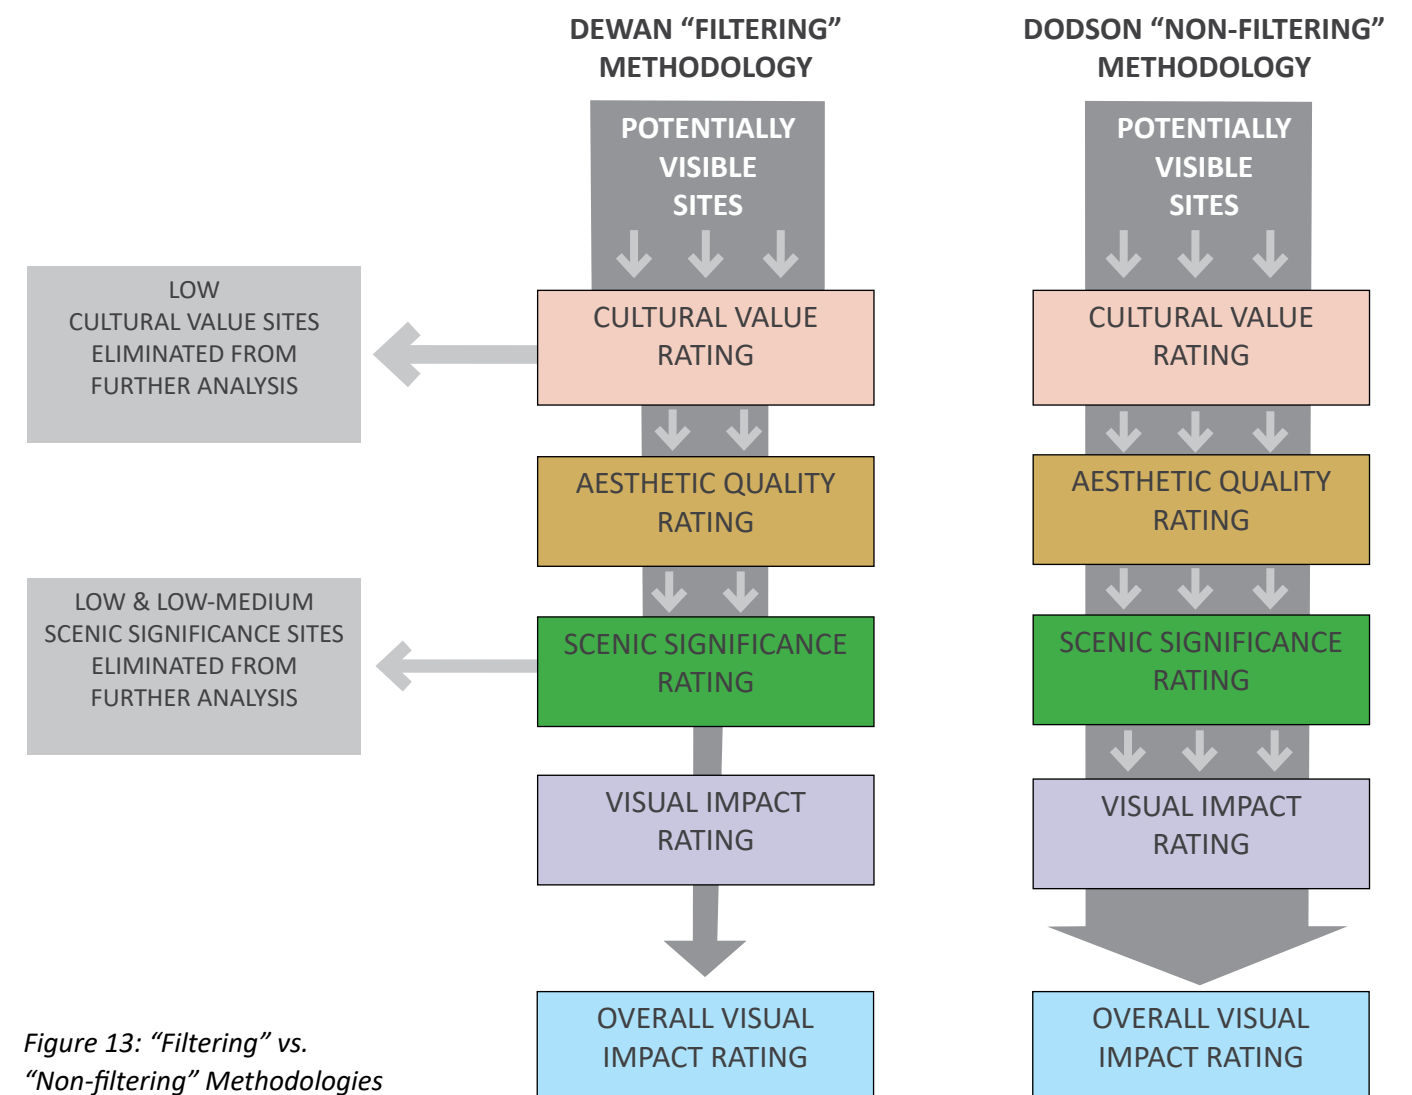 DEWAN “FILTERING”
METHODOLOGY
POTENTIALLY
VISIBLE
SITES
CULTURAL VALUE
RATING
LOW
CULTURAL VALUE SITES
ELIMINATED FROM
FURTHER ANALYSIS
AESTHETIC QUALITY
RATING
SCENIC SIGNIFICANCE
RATING
LOW & LOW-MEDIUM
SCENIC SIGNIFICANCE SITES
ELIMINATED FROM
FURTHER ANALYSIS
VISUAL IMPACT
RATING
OVERALL VISUAL
IMPACT RATING
DODSON “NON-FILTERING”
METHODOLOGY
POTENTIALLY
VISIBLE
SITES
CULTURAL VALUE
RATING
AESTHETIC QUALITY
RATING
SCENIC SIGNIFICANCE
RATING
VISUAL IMPACT
RATING
OVERALL VISUAL
IMPACT RATING
Figure 13: “Filtering” vs.
“Non-filtering” Methodologies